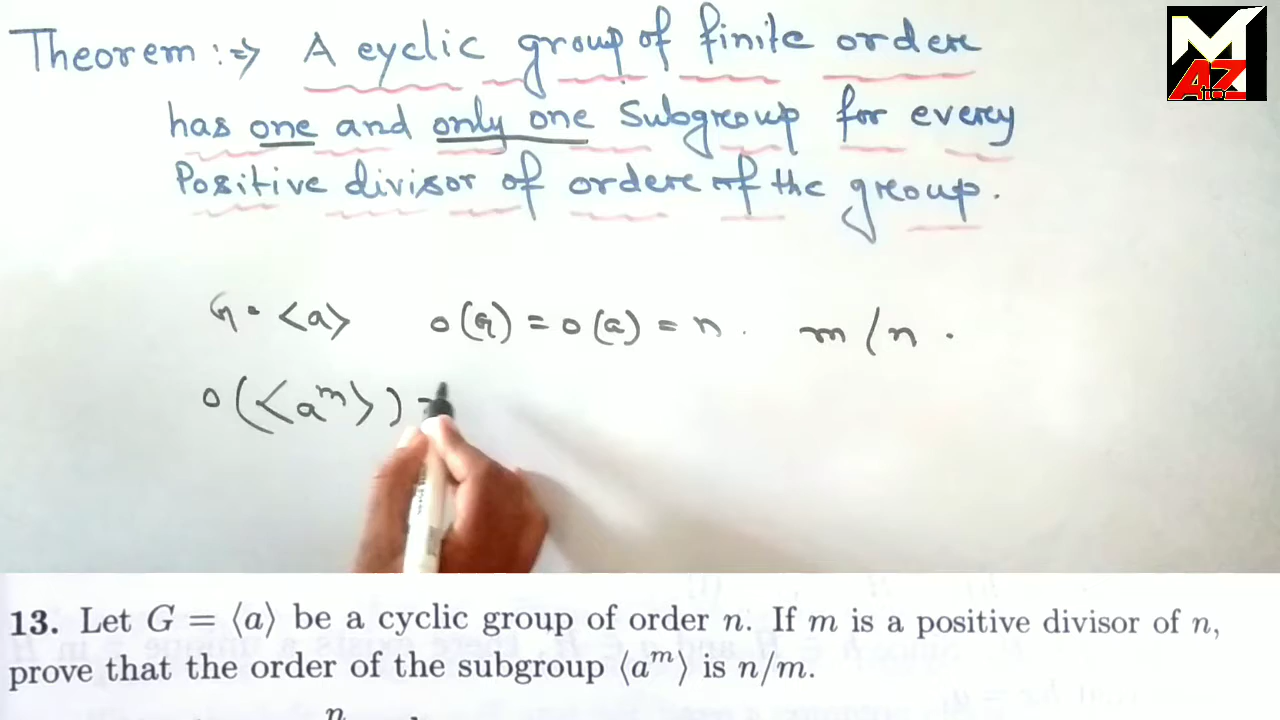 Theorem :⇒ A cyclic group of finite order
M
A to Z
has one and only one Subgroup for every
Positive divisor of order of the group.
G = <a> o(G) = o(a) = n. m/n.
o(<a^m>) =
13. Let G = ⟨a⟩ be a cyclic group of order n. If m is a positive divisor of n,
prove that the order of the subgroup ⟨a^m⟩ is n/m.
n